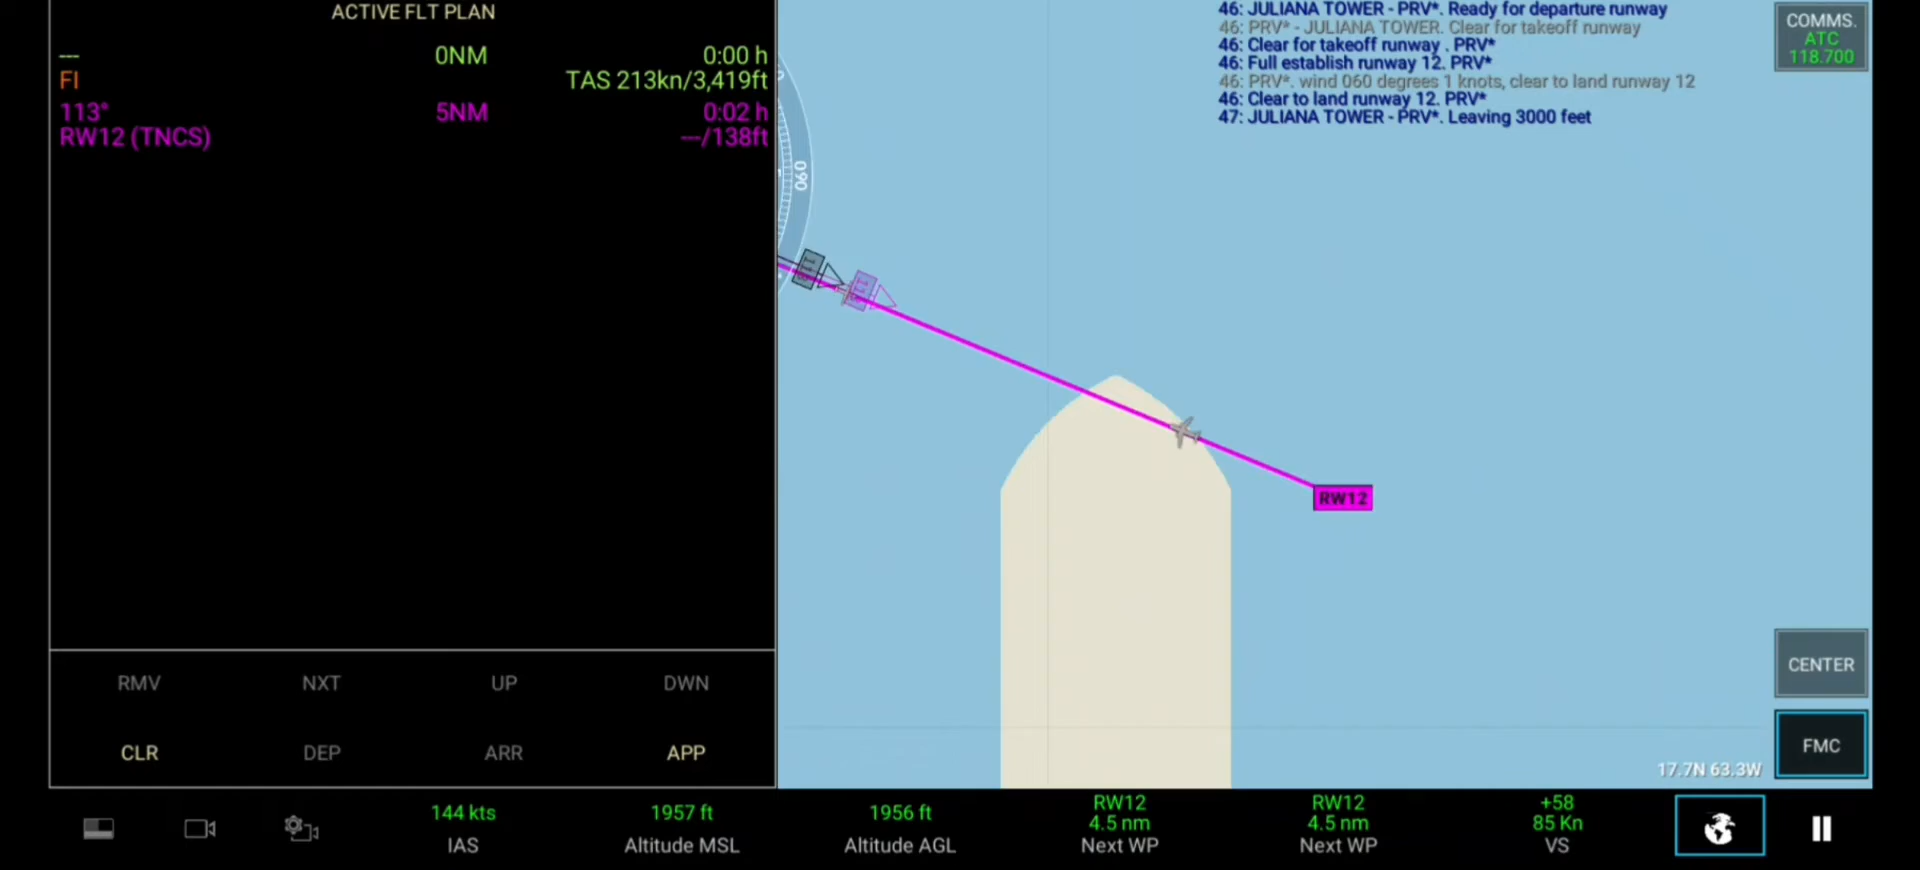 ACTIVE FLT PLAN
--- 0NM 0:00 h
FI TAS 213kn/3,419ft
113° 5NM 0:02 h
RW12 (TNCS) ---/138ft
RMV NXT UP DWN
CLR DEP ARR APP
46: JULIANA TOWER - PRV*. Ready for departure runway
46: PRV* - JULIANA TOWER. Clear for takeoff runway
46: Clear for takeoff runway . PRV*
46: Full establish runway 12. PRV*
46: PRV*. wind 060 degrees 1 knots, clear to land runway 12
46: Clear to land runway 12. PRV*
47: JULIANA TOWER - PRV*. Leaving 3000 feet
COMMS.
ATC
118.700
060
RW12
CENTER
FMC
17.7N 63.3W
144 kts
IAS
1957 ft
Altitude MSL
1956 ft
Altitude AGL
RW12
4.5 nm
Next WP
RW12
4.5 nm
Next WP
+58
85 Kn
VS